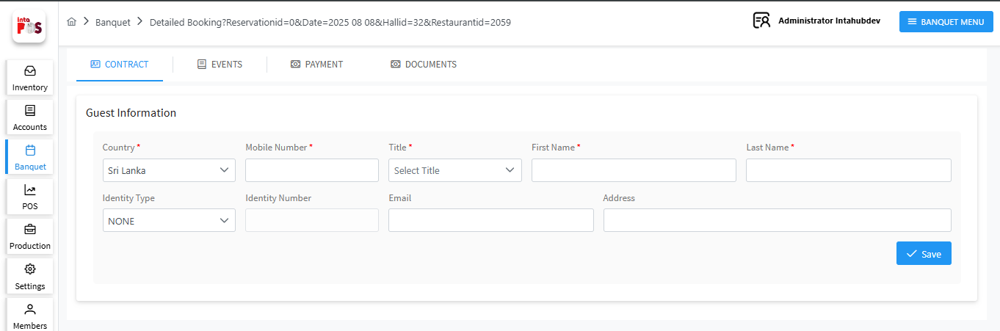 Inta
POS
Banquet
Detailed Booking?Reservationid=0&Date=2025 08 08&Hallid=32&Restaurantid=2059
Administrator Intahubdev
BANQUET MENU
CONTRACT
EVENTS
PAYMENT
DOCUMENTS
Inventory
Accounts
Banquet
POS
Production
Settings
Members
Guest Information
Country *
Mobile Number *
Title *
First Name *
Last Name *
Sri Lanka
Select Title
Identity Type
Identity Number
Email
Address
NONE
Save